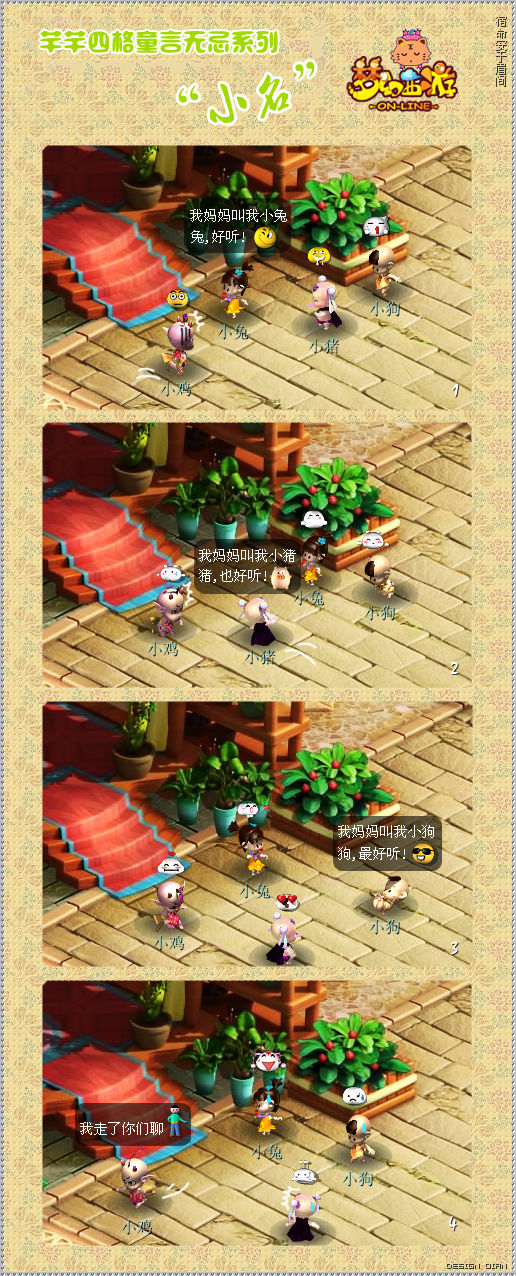 芊芊四格童言无忌系列
“小名”
梦幻西游
ON-LINE
宿命安于眉间
我妈妈叫我小兔
兔,好听!
小兔
小猪
小狗
小鸡
1
我妈妈叫我小猪
猪,也好听!
小兔
小狗
小鸡
小猪
2
我妈妈叫我小狗
狗,最好听!
小兔
小狗
小鸡
3
我走了你们聊
小兔
小狗
小鸡
4
DESIGN QIAN